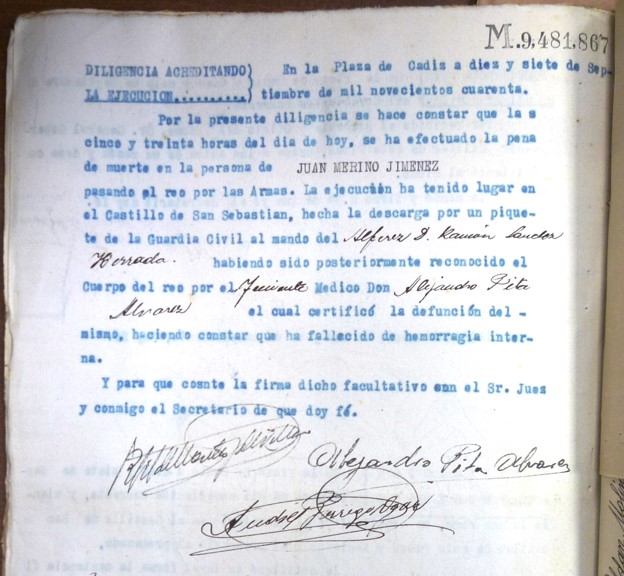 M.9,481,867
DILIGENCIA ACREDITANDO) En la Plaza de Cadiz a diez y siete de Sep-
LA EJECUCION..........) tiembre de mil novecientos cuarenta.
Por la presente diligencia se hace constar que la s
cinco y treinta horas del dia de hoy, se ha efectuado la pena
de muerte en la persona de JUAN MERINO JIMENEZ
pasando el reo por las Armas. La ejecución ha tenido lugar en
el Castillo de San Sebastian, hecha la descarga por un pique-
te de la Guardia Civil al mando del Alferez D. Ramón Sanchez
Herrada. habiendo sido posteriormente reconocido el
Cuerpo del reo por el Teniente Medico Don Alejandro Pita
Alvarez el cual certificó la defunción del -
mismo, haciendo constar que ha fallecido de hemorragia inter-
na.
Y para que cosnte la firma dicho facultativo con el Sr. Juez
y conmigo el Secretario de que doy fé.
Alejandro Pita Alvarez
Andrés